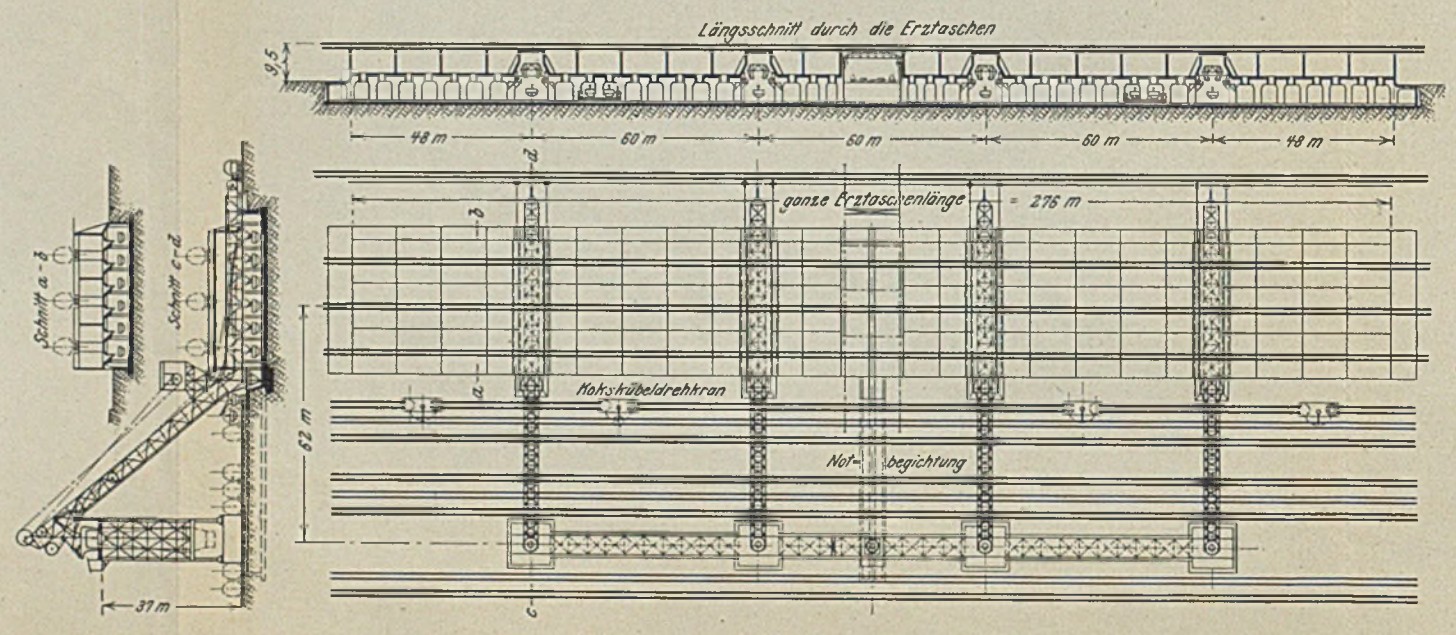 Längsschnitt durch die Erztaschen
9,5
48 m
60 m
60 m
60 m
48 m
d
ganze Erztaschenlänge = 276 m
b
Schnitt a-b
Schnitt c-d
a
Kokskübeldrehkran
62 m
Not- begichtung
37 m
c